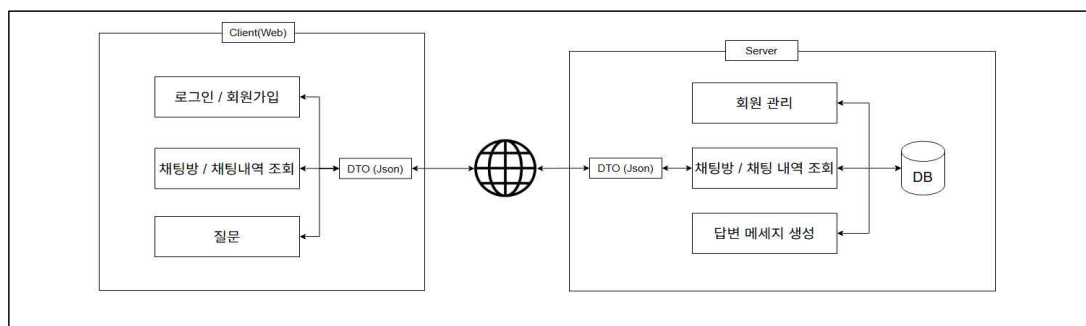 Client(Web)
로그인 / 회원가입
채팅방 / 채팅내역 조회
질문
DTO (Json)
Server
DTO (Json)
회원 관리
채팅방 / 채팅 내역 조회
답변 메세지 생성
DB